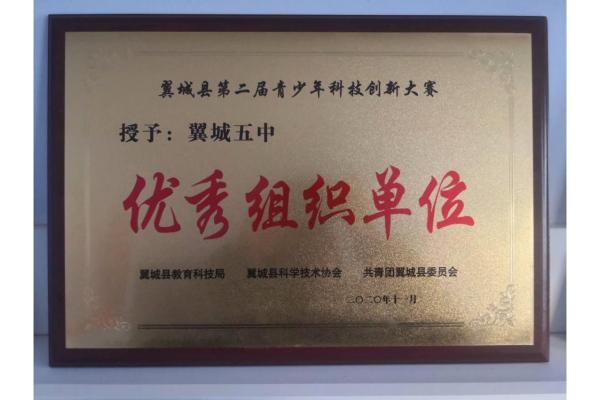 翼城县第二届青少年科技创新大赛
授予：翼城五中
优秀组织单位
翼城县教育科技局 翼城县科学技术协会 共青团翼城县委员会
二〇二〇年十一月